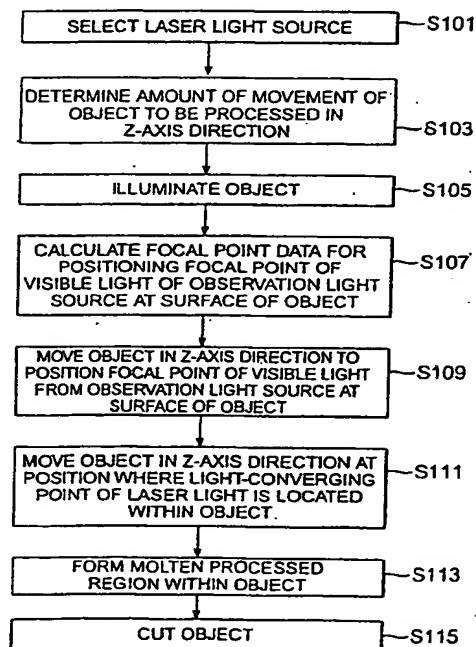 SELECT LASER LIGHT SOURCE
S101
DETERMINE AMOUNT OF MOVEMENT OF
OBJECT TO BE PROCESSED IN
Z-AXIS DIRECTION
S103
ILLUMINATE OBJECT
S105
CALCULATE FOCAL POINT DATA FOR
POSITIONING FOCAL POINT OF
VISIBLE LIGHT OF OBSERVATION LIGHT
SOURCE AT SURFACE OF OBJECT
S107
MOVE OBJECT IN Z-AXIS DIRECTION TO
POSITION FOCAL POINT OF VISIBLE LIGHT
FROM OBSERVATION LIGHT SOURCE AT
SURFACE OF OBJECT
S109
MOVE OBJECT IN Z-AXIS DIRECTION AT
POSITION WHERE LIGHT-CONVERGING
POINT OF LASER LIGHT IS LOCATED
WITHIN OBJECT.
S111
FORM MOLTEN PROCESSED
REGION WITHIN OBJECT
S113
CUT OBJECT
S115